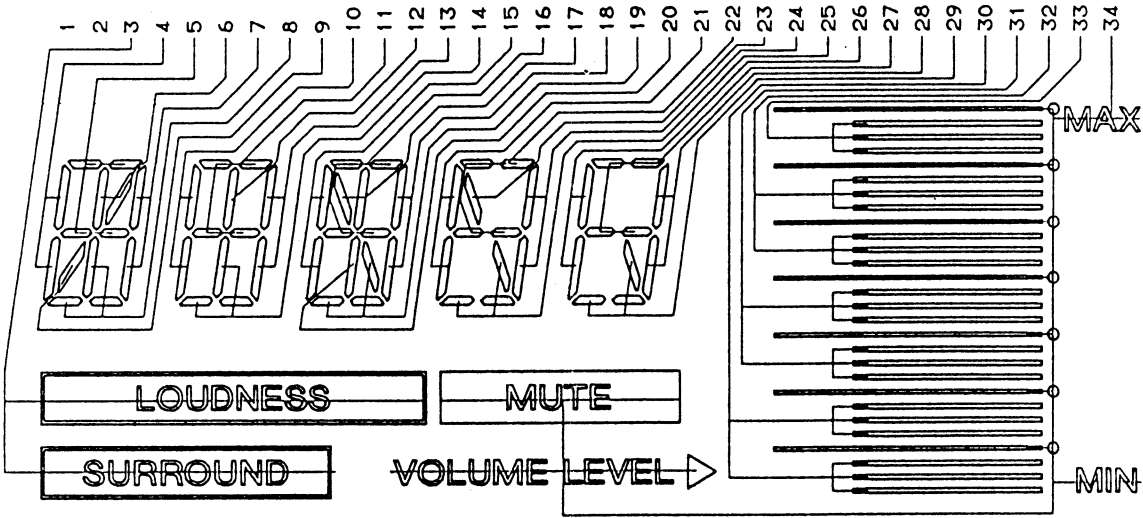 1 2 3 4 5 6 7 8 9 10 11 12 13 14 15 16 17 18 19 20 21 22 23 24 25 26 27 28 29 30 31 32 33 34
MAX
LOUDNESS MUTE
SURROUND VOLUME LEVEL MIN